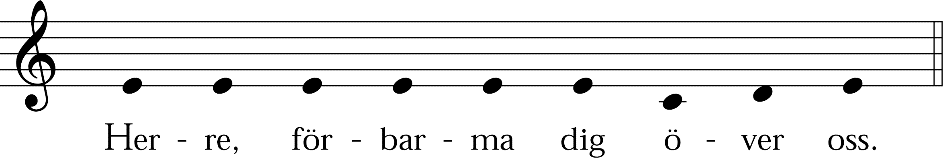 Her - re, för - bar - ma dig ö - ver oss.